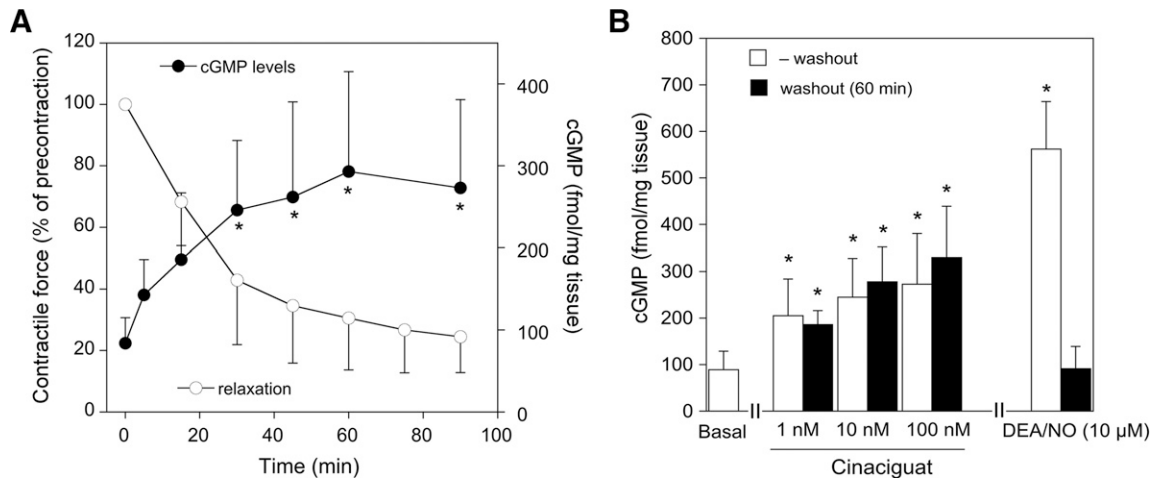 A
Contractile force (% of precontraction)
120
100
80
60
40
20
0
cGMP levels
relaxation
* * * *
0 20 40 60 80 100
Time (min)
400
300
200
100
0
cGMP (fmol/mg tissue)
B
cGMP (fmol/mg tissue)
800
700
600
500
400
300
200
100
0
– washout
washout (60 min)
* * * * * * *
Basal 1 nM 10 nM 100 nM DEA/NO (10 µM)
Cinaciguat